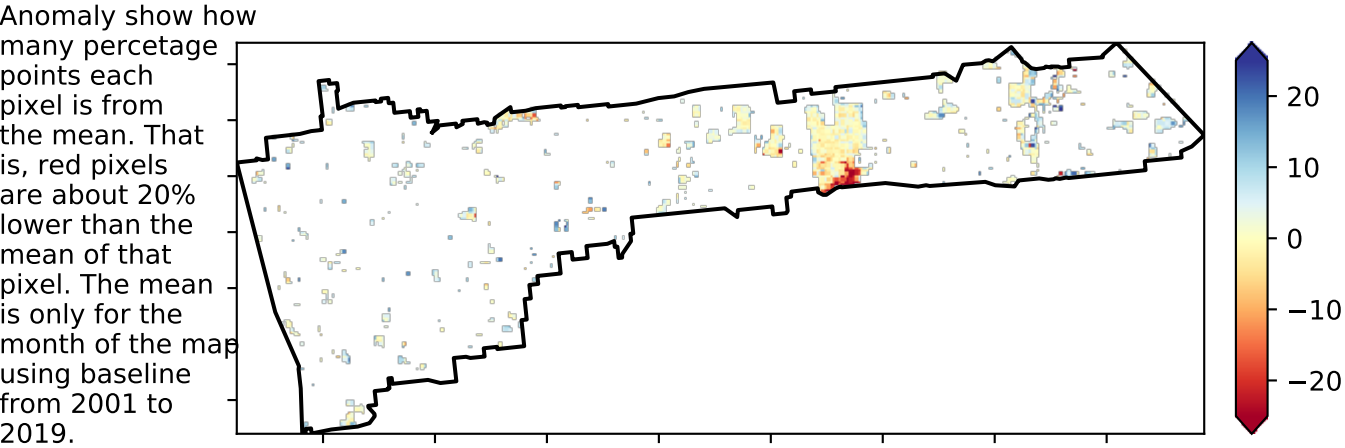 Anomaly show how
many percetage
points each
pixel is from
the mean. That
is, red pixels
are about 20%
lower than the
mean of that
pixel. The mean
is only for the
month of the map
using baseline
from 2001 to
2019.
20
10
0
−10
−20